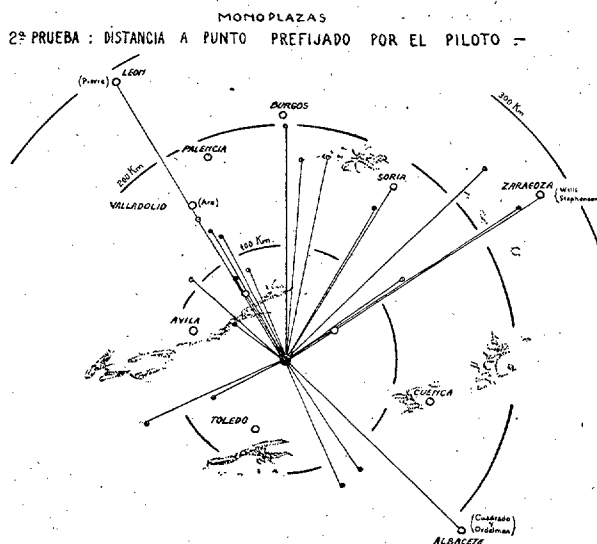 MONOPLAZAS
2ª PRUEBA : DISTANCIA A PUNTO PREFIJADO POR EL PILOTO :-
LEON
(Pierre)
BURGOS
300 Km
PALENCIA
200 Km
SORIA
ZARAGOZA
{Wills
Stephenson
VALLADOLID
(Ara)
100 Km.
AVILA
CUENCA
TOLEDO
{Cuadrado
y
Ordelman}
ALBACETE